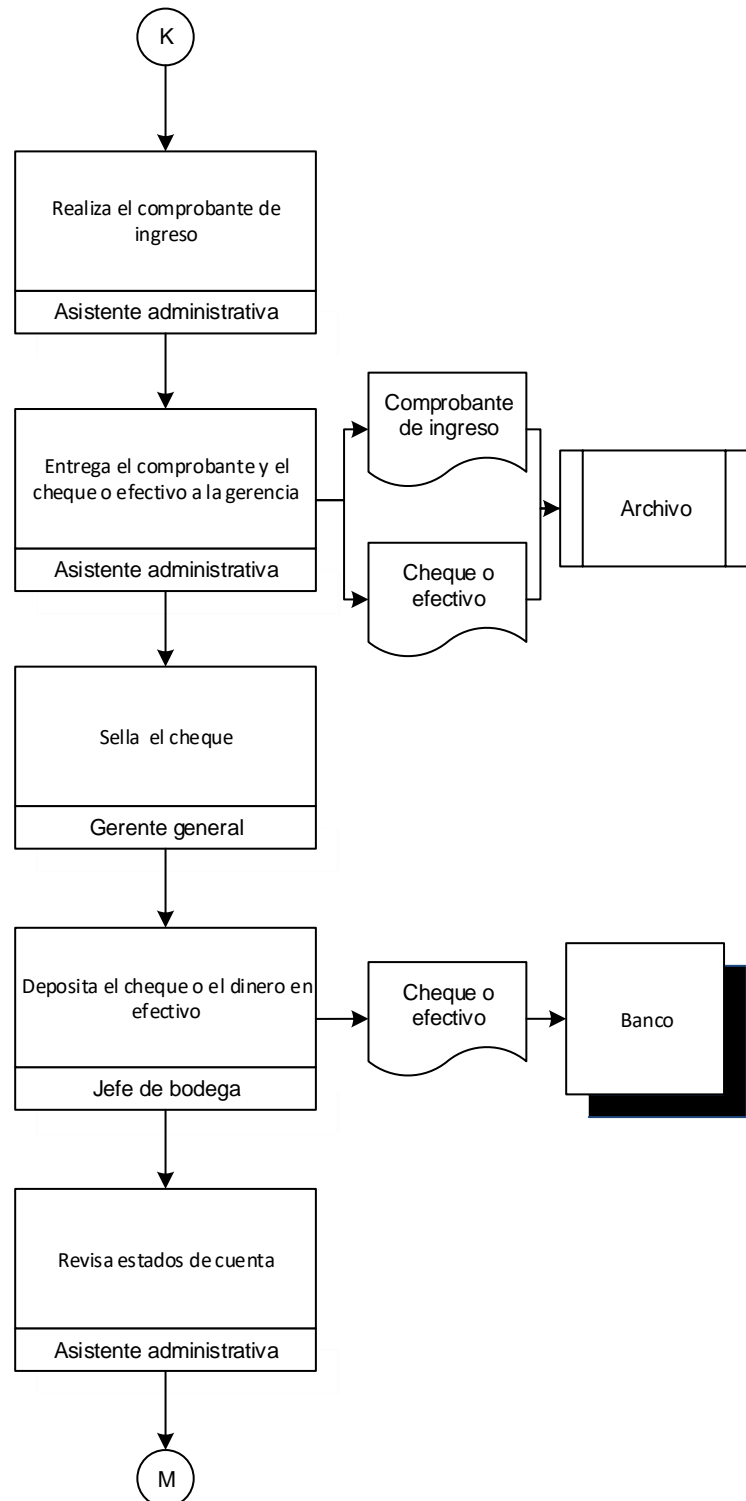 K
Realiza el comprobante de
ingreso
Asistente administrativa
Entrega el comprobante y el
cheque o efectivo a la gerencia
Asistente administrativa
Comprobante
de ingreso
Cheque o
efectivo
Archivo
Sella el cheque
Gerente general
Deposita el cheque o el dinero en
efectivo
Jefe de bodega
Cheque o
efectivo
Banco
Revisa estados de cuenta
Asistente administrativa
M